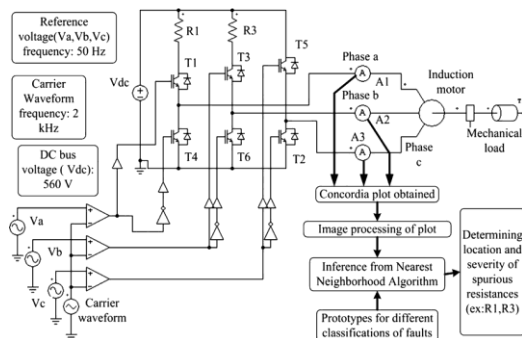 Reference
voltage(Va,Vb,Vc)
frequency: 50 Hz
Carrier
Waveform
frequency: 2
kHz
DC bus
voltage ( Vdc):
560 V
R1
R3
T5
T1
T3
Vdc
T4
T6
T2
Va
Vb
Vc
Carrier
waveform
Phase a
A
A1
Phase b
A
A2
A3
A
Phase
c
Induction
motor
T
Mechanical
load
Concordia plot obtained
Image processing of plot
Inference from Nearest
Neighborhood Algorithm
Prototypes for different
classifications of faults
Determining
location and
severity of
spurious
resistances
(ex:R1,R3)